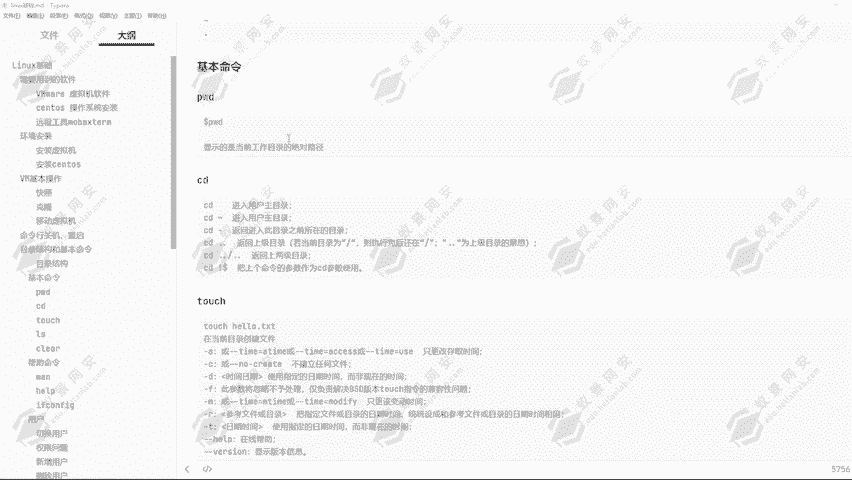 linux基础.md - Typora
文件(F) 编辑(E) 段落(P) 格式(O) 视图(V) 主题(T) 帮助(H)
文件 大纲
Linux基础
需要用到的软件
VMware 虚拟机软件
centos 操作系统安装
远程工具mobaxterm
环境安装
安装虚拟机
安装centos
VM基本操作
快照
克隆
移动虚拟机
命令行关机、重启
目录结构和基本命令
目录结构
基本命令
pwd
cd
touch
ls
clear
帮助命令
man
help
ifconfig
用户
切换用户
权限问题
新增用户
删除用户
基本命令
pwd
$pwd
显示的是当前工作目录的绝对路径
cd
cd 进入用户主目录;
cd ~ 进入用户主目录;
cd - 返回进入此目录之前所在的目录;
cd .. 返回上级目录（若当前目录为"/"，则执行完后还在"/"；".."为上级目录的意思）;
cd ../.. 返回上两级目录;
cd !$ 把上个命令的参数作为cd参数使用。
touch
touch hello.txt
在当前目录创建文件
-a: 或--time=atime或--time=access或--time=use 只更改存取时间;
-c: 或--no-create 不建立任何文件;
-d: <时间日期> 使用指定的日期时间，而非现在的时间;
-f: 此参数将忽略不予处理，仅负责解决BSD版本touch指令的兼容性问题;
-m: 或--time=mtime或--time=modify 只更该变动时间;
-r: <参考文件或目录> 把指定文件或目录的日期时间，统统设成和参考文件或目录的日期时间相同;
-t: <日期时间> 使用指定的日期时间，而非现在的时间;
--help: 在线帮助;
--version: 显示版本信息。
5756
蚁景网安